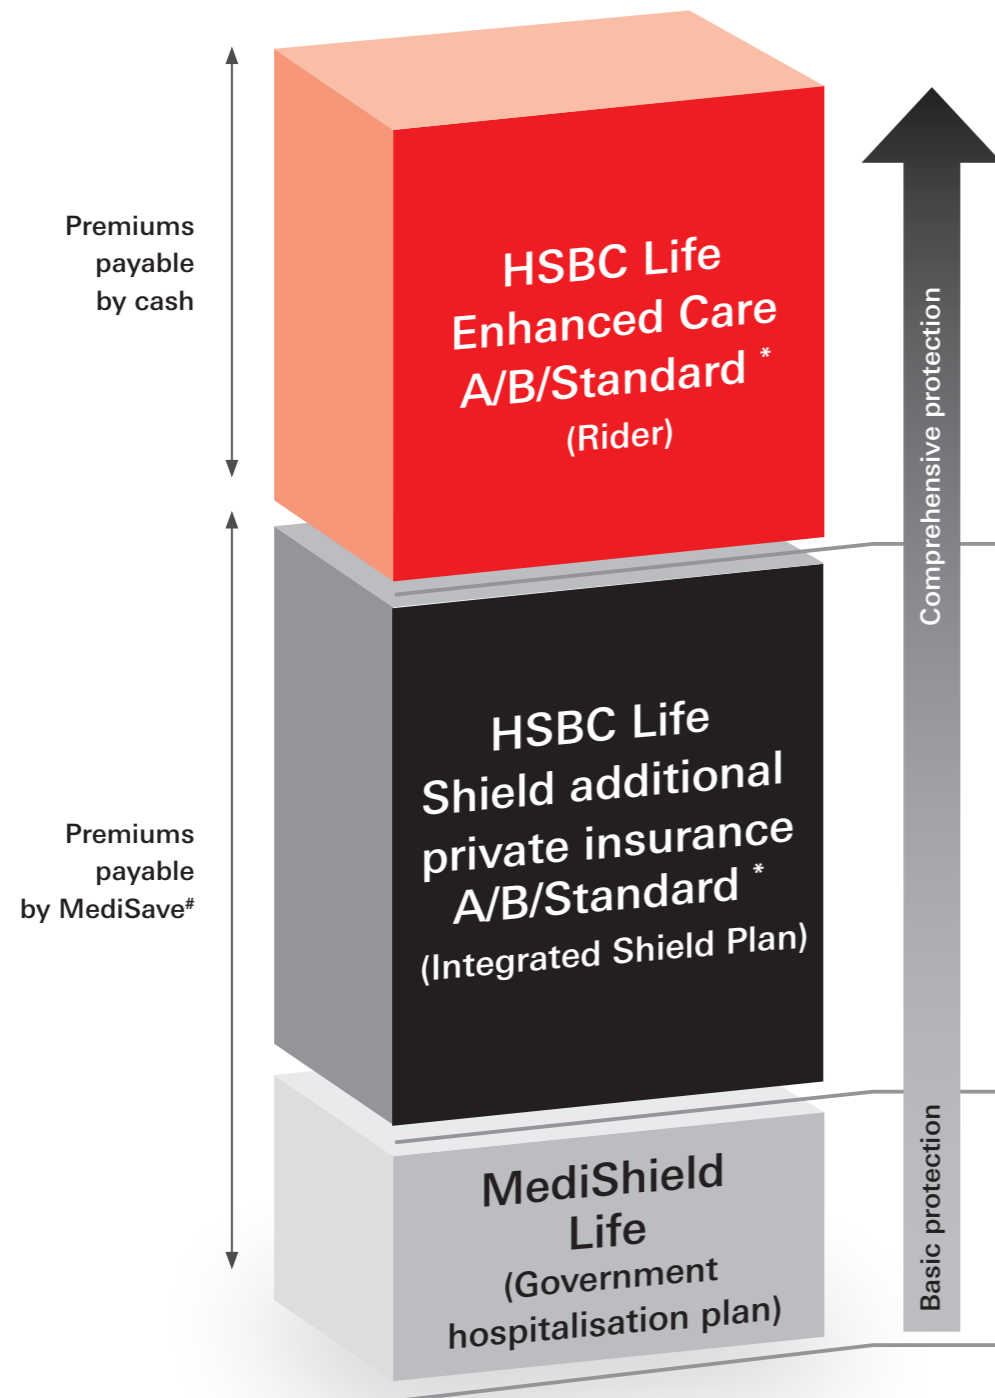 Premiums
payable
by cash
HSBC Life
Enhanced Care
A/B/Standard *
(Rider)
Comprehensive protection
Premiums
payable
by MediSave#
HSBC Life
Shield additional
private insurance
A/B/Standard *
(Integrated Shield Plan)
MediShield
Life
(Government
hospitalisation plan)
Basic protection